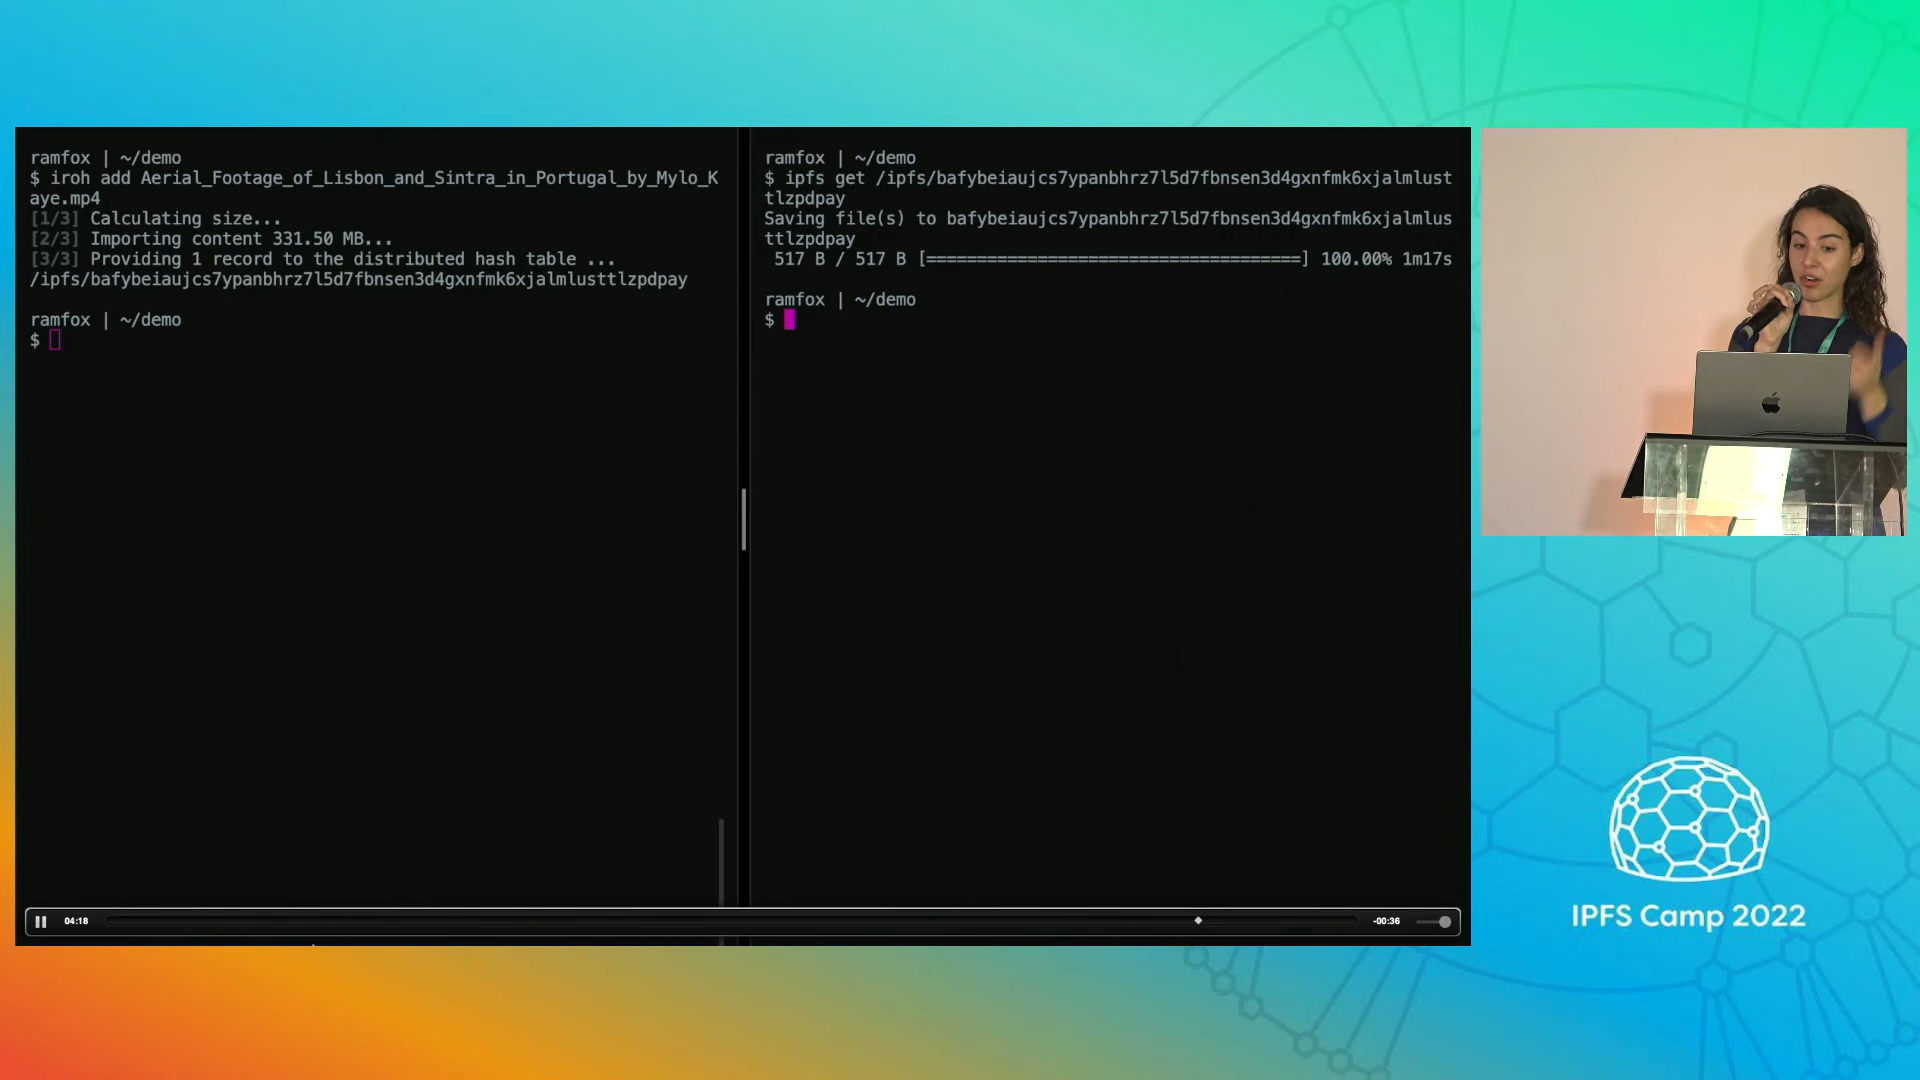 ramfox | ~/demo
$ iroh add Aerial_Footage_of_Lisbon_and_Sintra_in_Portugal_by_Mylo_K
aye.mp4
[1/3] Calculating size...
[2/3] Importing content 331.50 MB...
[3/3] Providing 1 record to the distributed hash table ...
/ipfs/bafybeiaujcs7ypanbhrz7l5d7fbnsen3d4gxnfmk6xjalmlusttlzpdpay
ramfox | ~/demo
$
ramfox | ~/demo
$ ipfs get /ipfs/bafybeiaujcs7ypanbhrz7l5d7fbnsen3d4gxnfmk6xjalmlust
tlzpdpay
Saving file(s) to bafybeiaujcs7ypanbhrz7l5d7fbnsen3d4gxnfmk6xjalmlus
ttlzpdpay
517 B / 517 B [=====================================] 100.00% 1m17s
ramfox | ~/demo
$
04:18
-00:36
IPFS Camp 2022